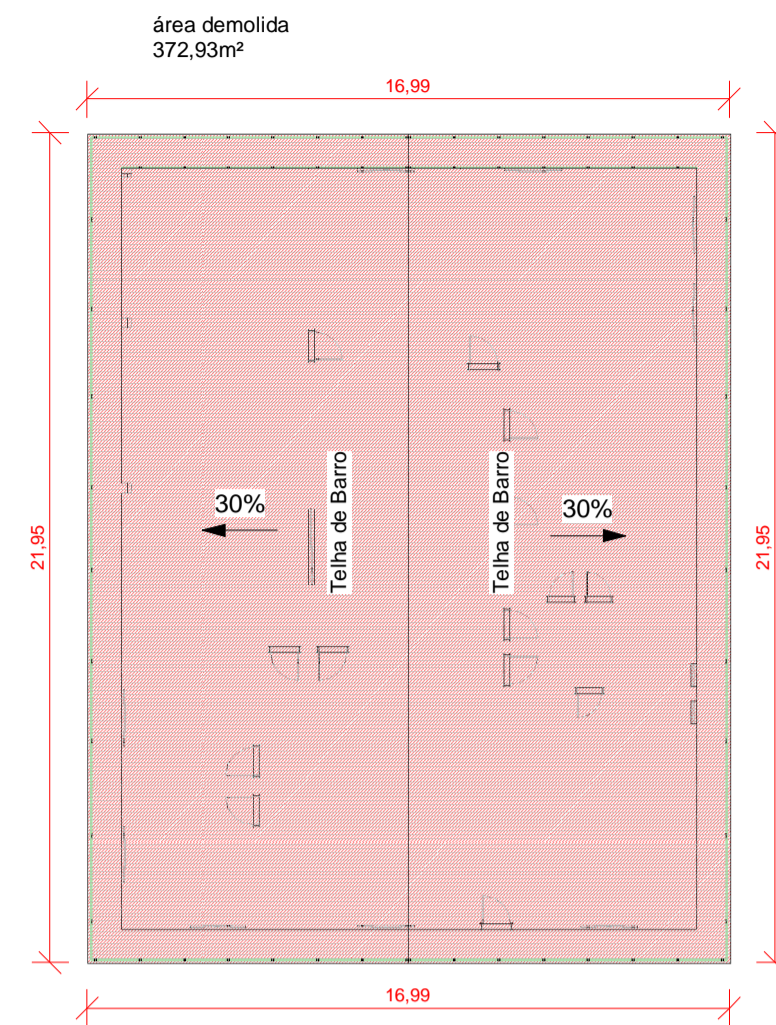 área demolida
372,93m²
16,99
30%
Telha de Barro
Telha de Barro
30%
21,95
21,95
16,99